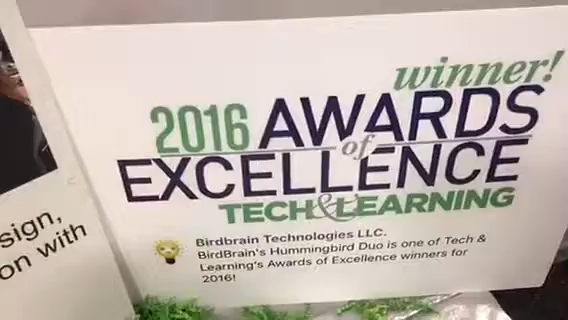 winner!
2016 AWARDS
of
EXCELLENCE
TECH & LEARNING
Birdbrain Technologies LLC.
BirdBrain's Hummingbird Duo is one of Tech &
Learning's Awards of Excellence winners for
2016!
sign,
on with